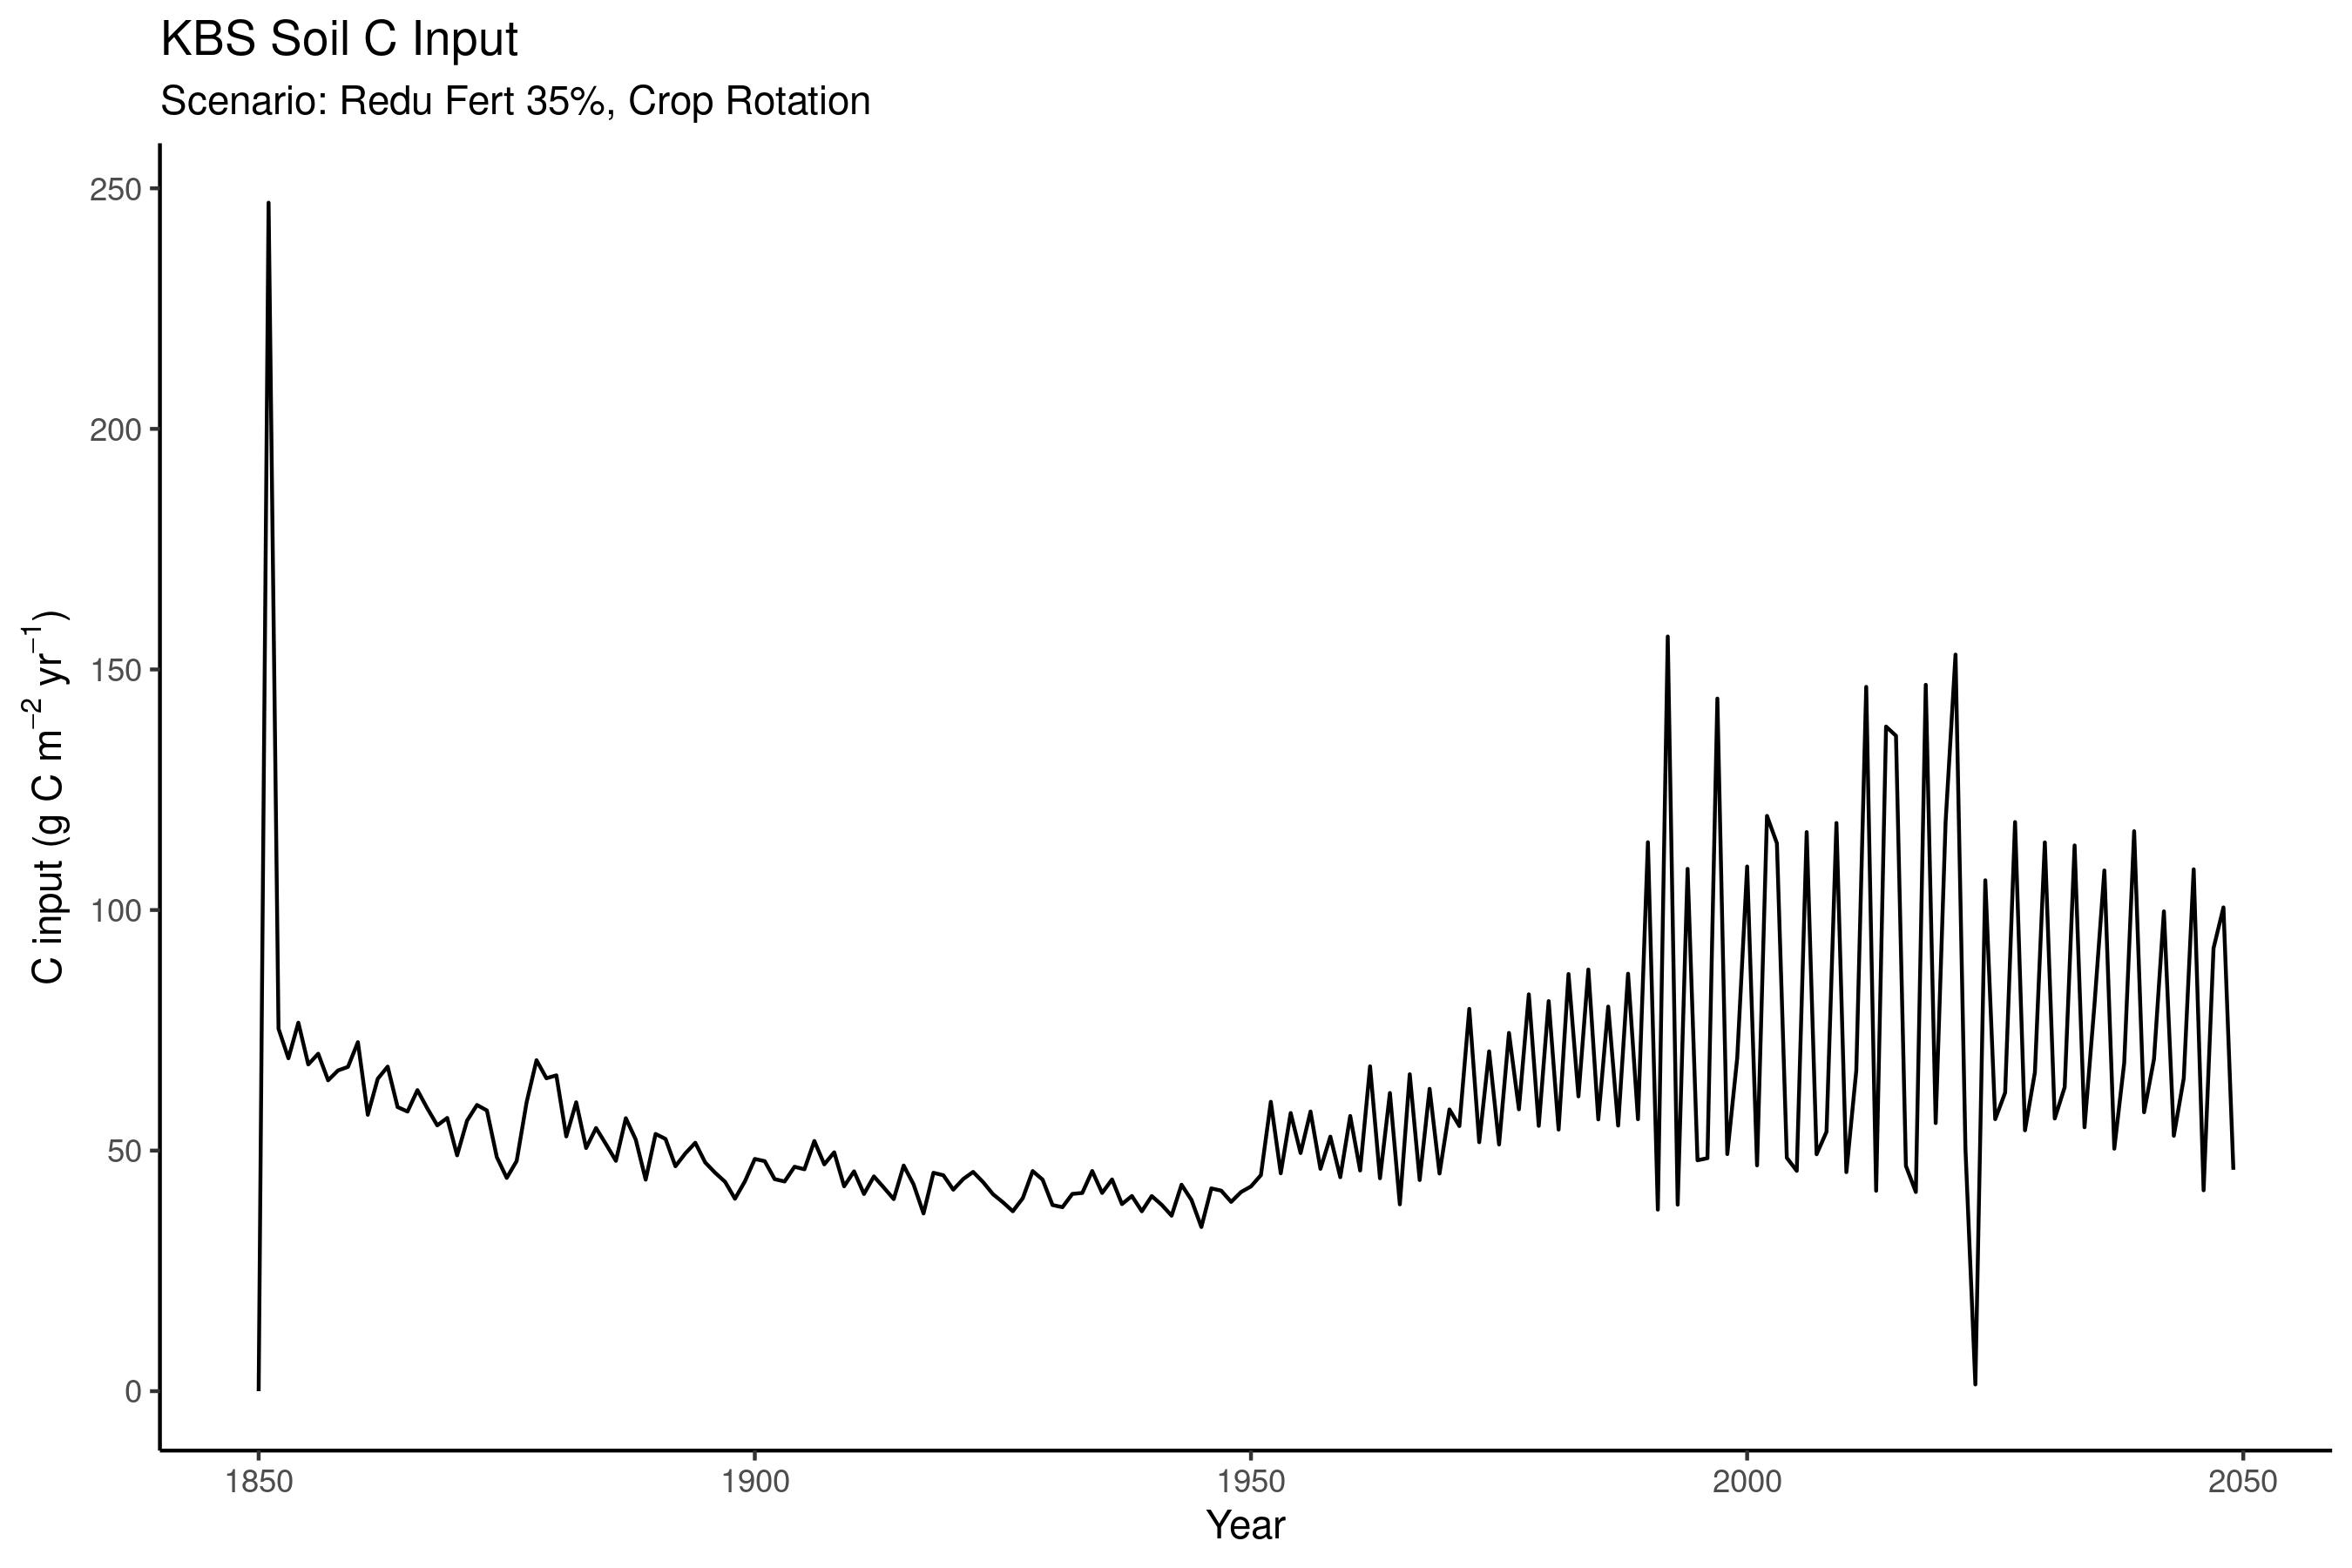 KBS Soil C Input
Scenario: Redu Fert 35%, Crop Rotation
C input (g C m⁻² yr⁻¹)
250
200
150
100
50
0
1850 1900 1950 2000 2050
Year